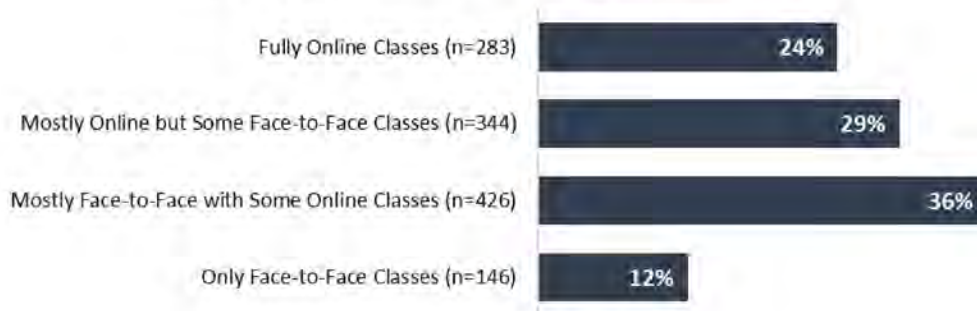 Fully Online Classes (n=283) 24%
Mostly Online but Some Face-to-Face Classes (n=344) 29%
Mostly Face-to-Face with Some Online Classes (n=426) 36%
Only Face-to-Face Classes (n=146) 12%